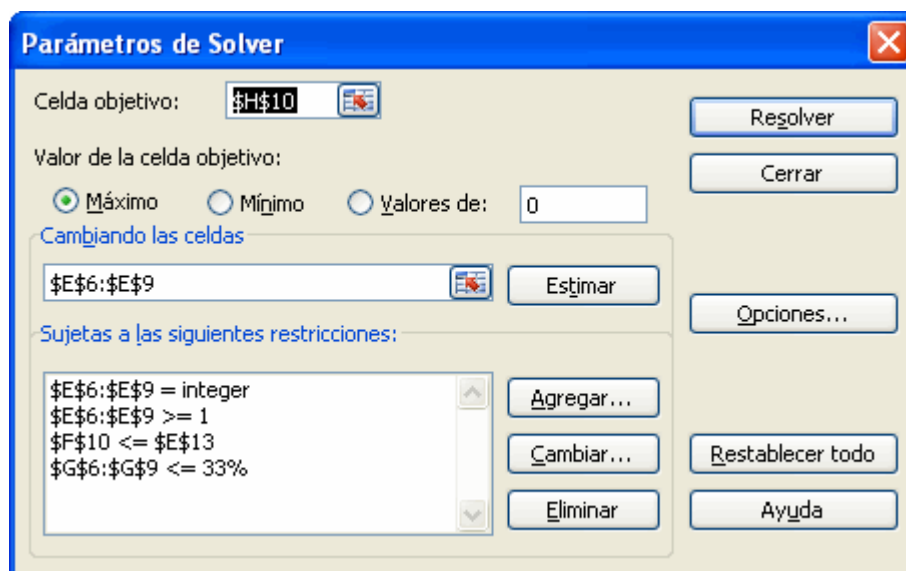 Parámetros de Solver
Celda objetivo: $H$10
Resolver
Valor de la celda objetivo:
Cerrar
Máximo Mínimo Valores de: 0
Cambiando las celdas
$E$6:$E$9 Estimar
Opciones...
Sujetas a las siguientes restricciones:
$E$6:$E$9 = integer
$E$6:$E$9 >= 1
$F$10 <= $E$13
$G$6:$G$9 <= 33%
Agregar...
Cambiar...
Restablecer todo
Eliminar
Ayuda